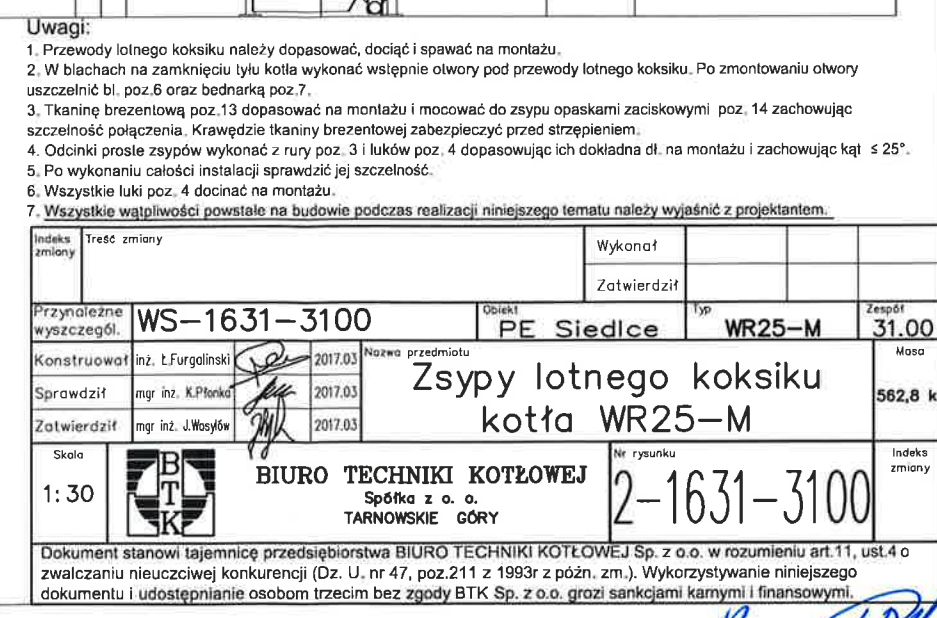 Uwagi:
1. Przewody lotnego koksiku należy dopasować, dociąć i spawać na montażu.
2. W blachach na zamknięciu tyłu kotła wykonać wstępnie otwory pod przewody lotnego koksiku. Po zmontowaniu otwory
uszczelnić bl. poz.6 oraz bednarką poz.7.
3. Tkaninę brezentową poz.13 dopasować na montażu i mocować do zsypu opaskami zaciskowymi poz. 14 zachowując
szczelność połączenia. Krawędzie tkaniny brezentowej zabezpieczyć przed strzępieniem.
4. Odcinki proste zsypów wykonać z rury poz. 3 i luków poz. 4 dopasowując ich dokładna dł. na montażu i zachowując kąt ≤ 25°.
5. Po wykonaniu całości instalacji sprawdzić jej szczelność.
6. Wszystkie luki poz. 4 docinać na montażu.
7. Wszystkie wątpliwości powstałe na budowie podczas realizacji niniejszego tematu należy wyjaśnić z projektantem.
Indeks zmiany Treść zmiany Wykonał
Zatwierdził
Przynależne wyszczegól. WS-1631-3100 Obiekt PE Siedlce Typ WR25-M Zespół 31.00
Konstruował inż. Ł.Furgaliński 2017.03
Sprawdził mgr inż. K.Płonka 2017.03
Zatwierdził mgr inż. J.Wasylów 2017.03
Nazwa przedmiotu
Zsypy lotnego koksiku
kotła WR25-M
Masa
562,8 k
Skala
1:30
BTK
BIURO TECHNIKI KOTŁOWEJ
Spółka z o. o.
TARNOWSKIE GÓRY
Nr rysunku
2-1631-3100
Indeks
zmiany
Dokument stanowi tajemnicę przedsiębiorstwa BIURO TECHNIKI KOTŁOWEJ Sp. z o.o. w rozumieniu art.11, ust.4 o
zwalczaniu nieuczciwej konkurencji (Dz. U. nr 47, poz.211 z 1993r z późn. zm.). Wykorzystywanie niniejszego
dokumentu i udostępnianie osobom trzecim bez zgody BTK Sp. z o.o. grozi sankcjami karnymi i finansowymi.